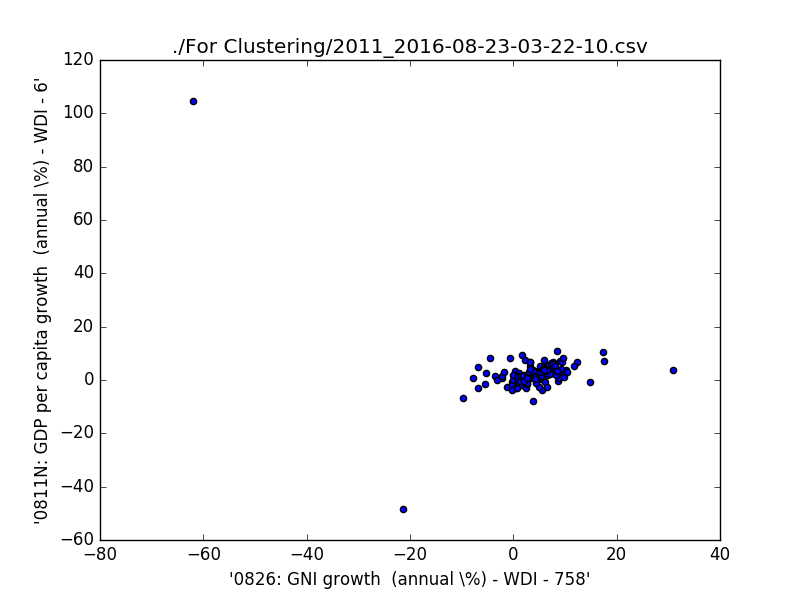 ./For Clustering/2011_2016-08-23-03-22-10.csv
120
100
80
60
40
20
0
−20
−40
−60
'0811N: GDP per capita growth  (annual \%) - WDI - 6'
−80 −60 −40 −20 0 20 40
'0826: GNI growth  (annual \%) - WDI - 758'